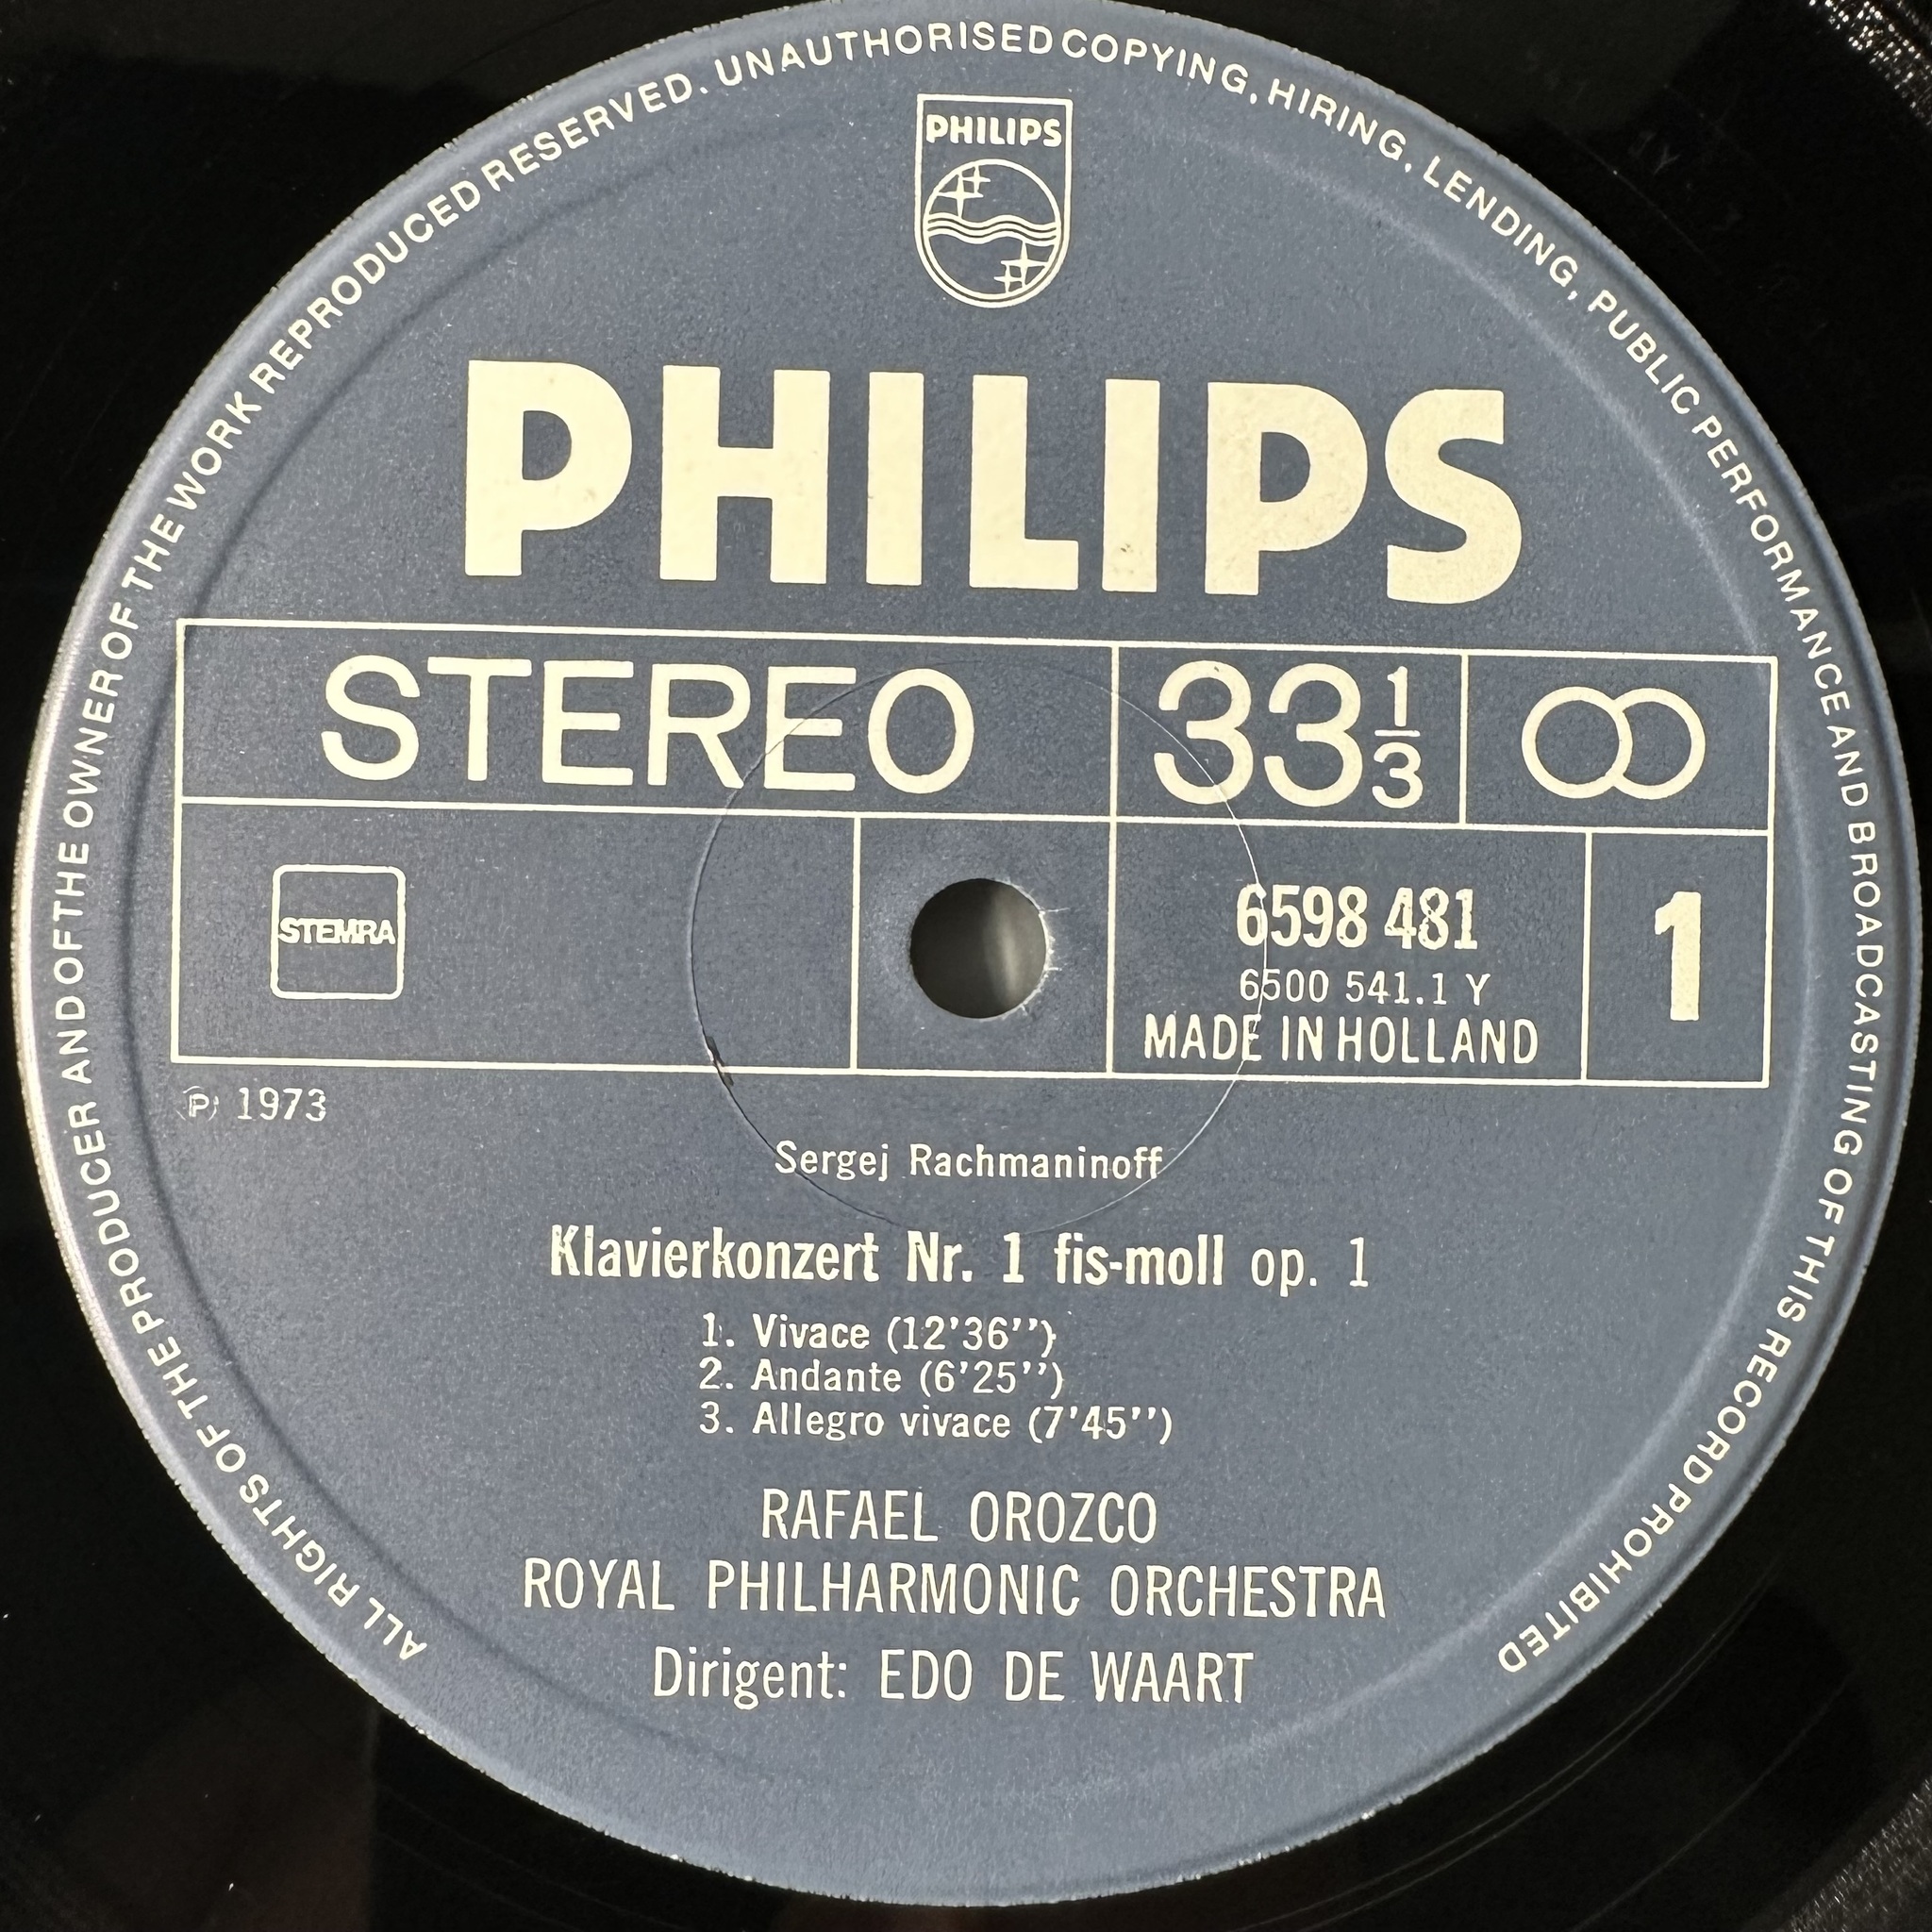 ALL RIGHTS OF THE PRODUCER AND OF THE OWNER OF THE WORK REPRODUCED RESERVED. UNAUTHORISED COPYING, HIRING, LENDING, PUBLIC PERFORMANCE AND BROADCASTING OF THIS RECORD PROHIBITED
PHILIPS
PHILIPS
STEREO 33 1/3
STEMRA
6598 481
6500 541.1 Y
MADE IN HOLLAND
1
℗ 1973
Sergej Rachmaninoff
Klavierkonzert Nr. 1 fis-moll op. 1
1. Vivace (12'36'')
2. Andante (6'25'')
3. Allegro vivace (7'45'')
RAFAEL OROZCO
ROYAL PHILHARMONIC ORCHESTRA
Dirigent: EDO DE WAART